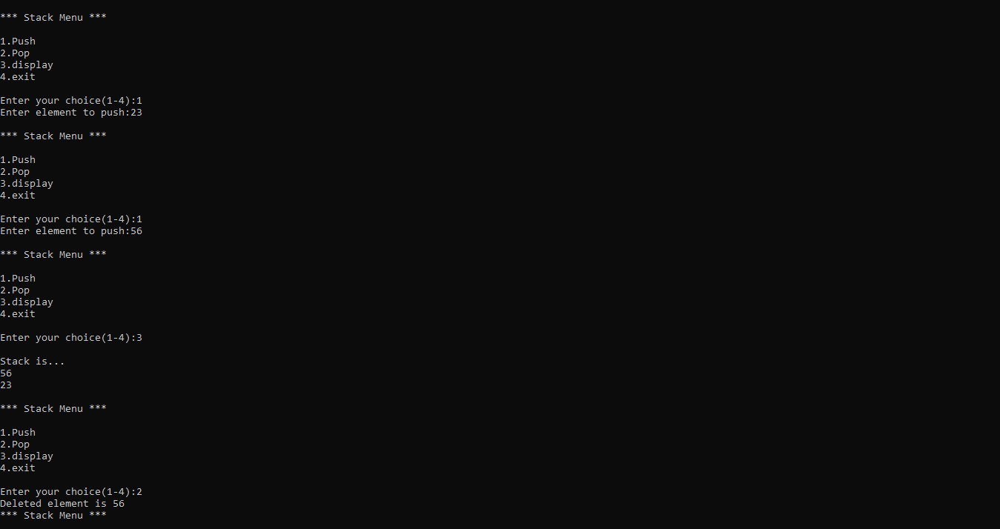 *** Stack Menu ***
1.Push
2.Pop
3.display
4.exit
Enter your choice(1-4):1
Enter element to push:23
*** Stack Menu ***
1.Push
2.Pop
3.display
4.exit
Enter your choice(1-4):1
Enter element to push:56
*** Stack Menu ***
1.Push
2.Pop
3.display
4.exit
Enter your choice(1-4):3
Stack is...
56
23
*** Stack Menu ***
1.Push
2.Pop
3.display
4.exit
Enter your choice(1-4):2
Deleted element is 56
*** Stack Menu ***